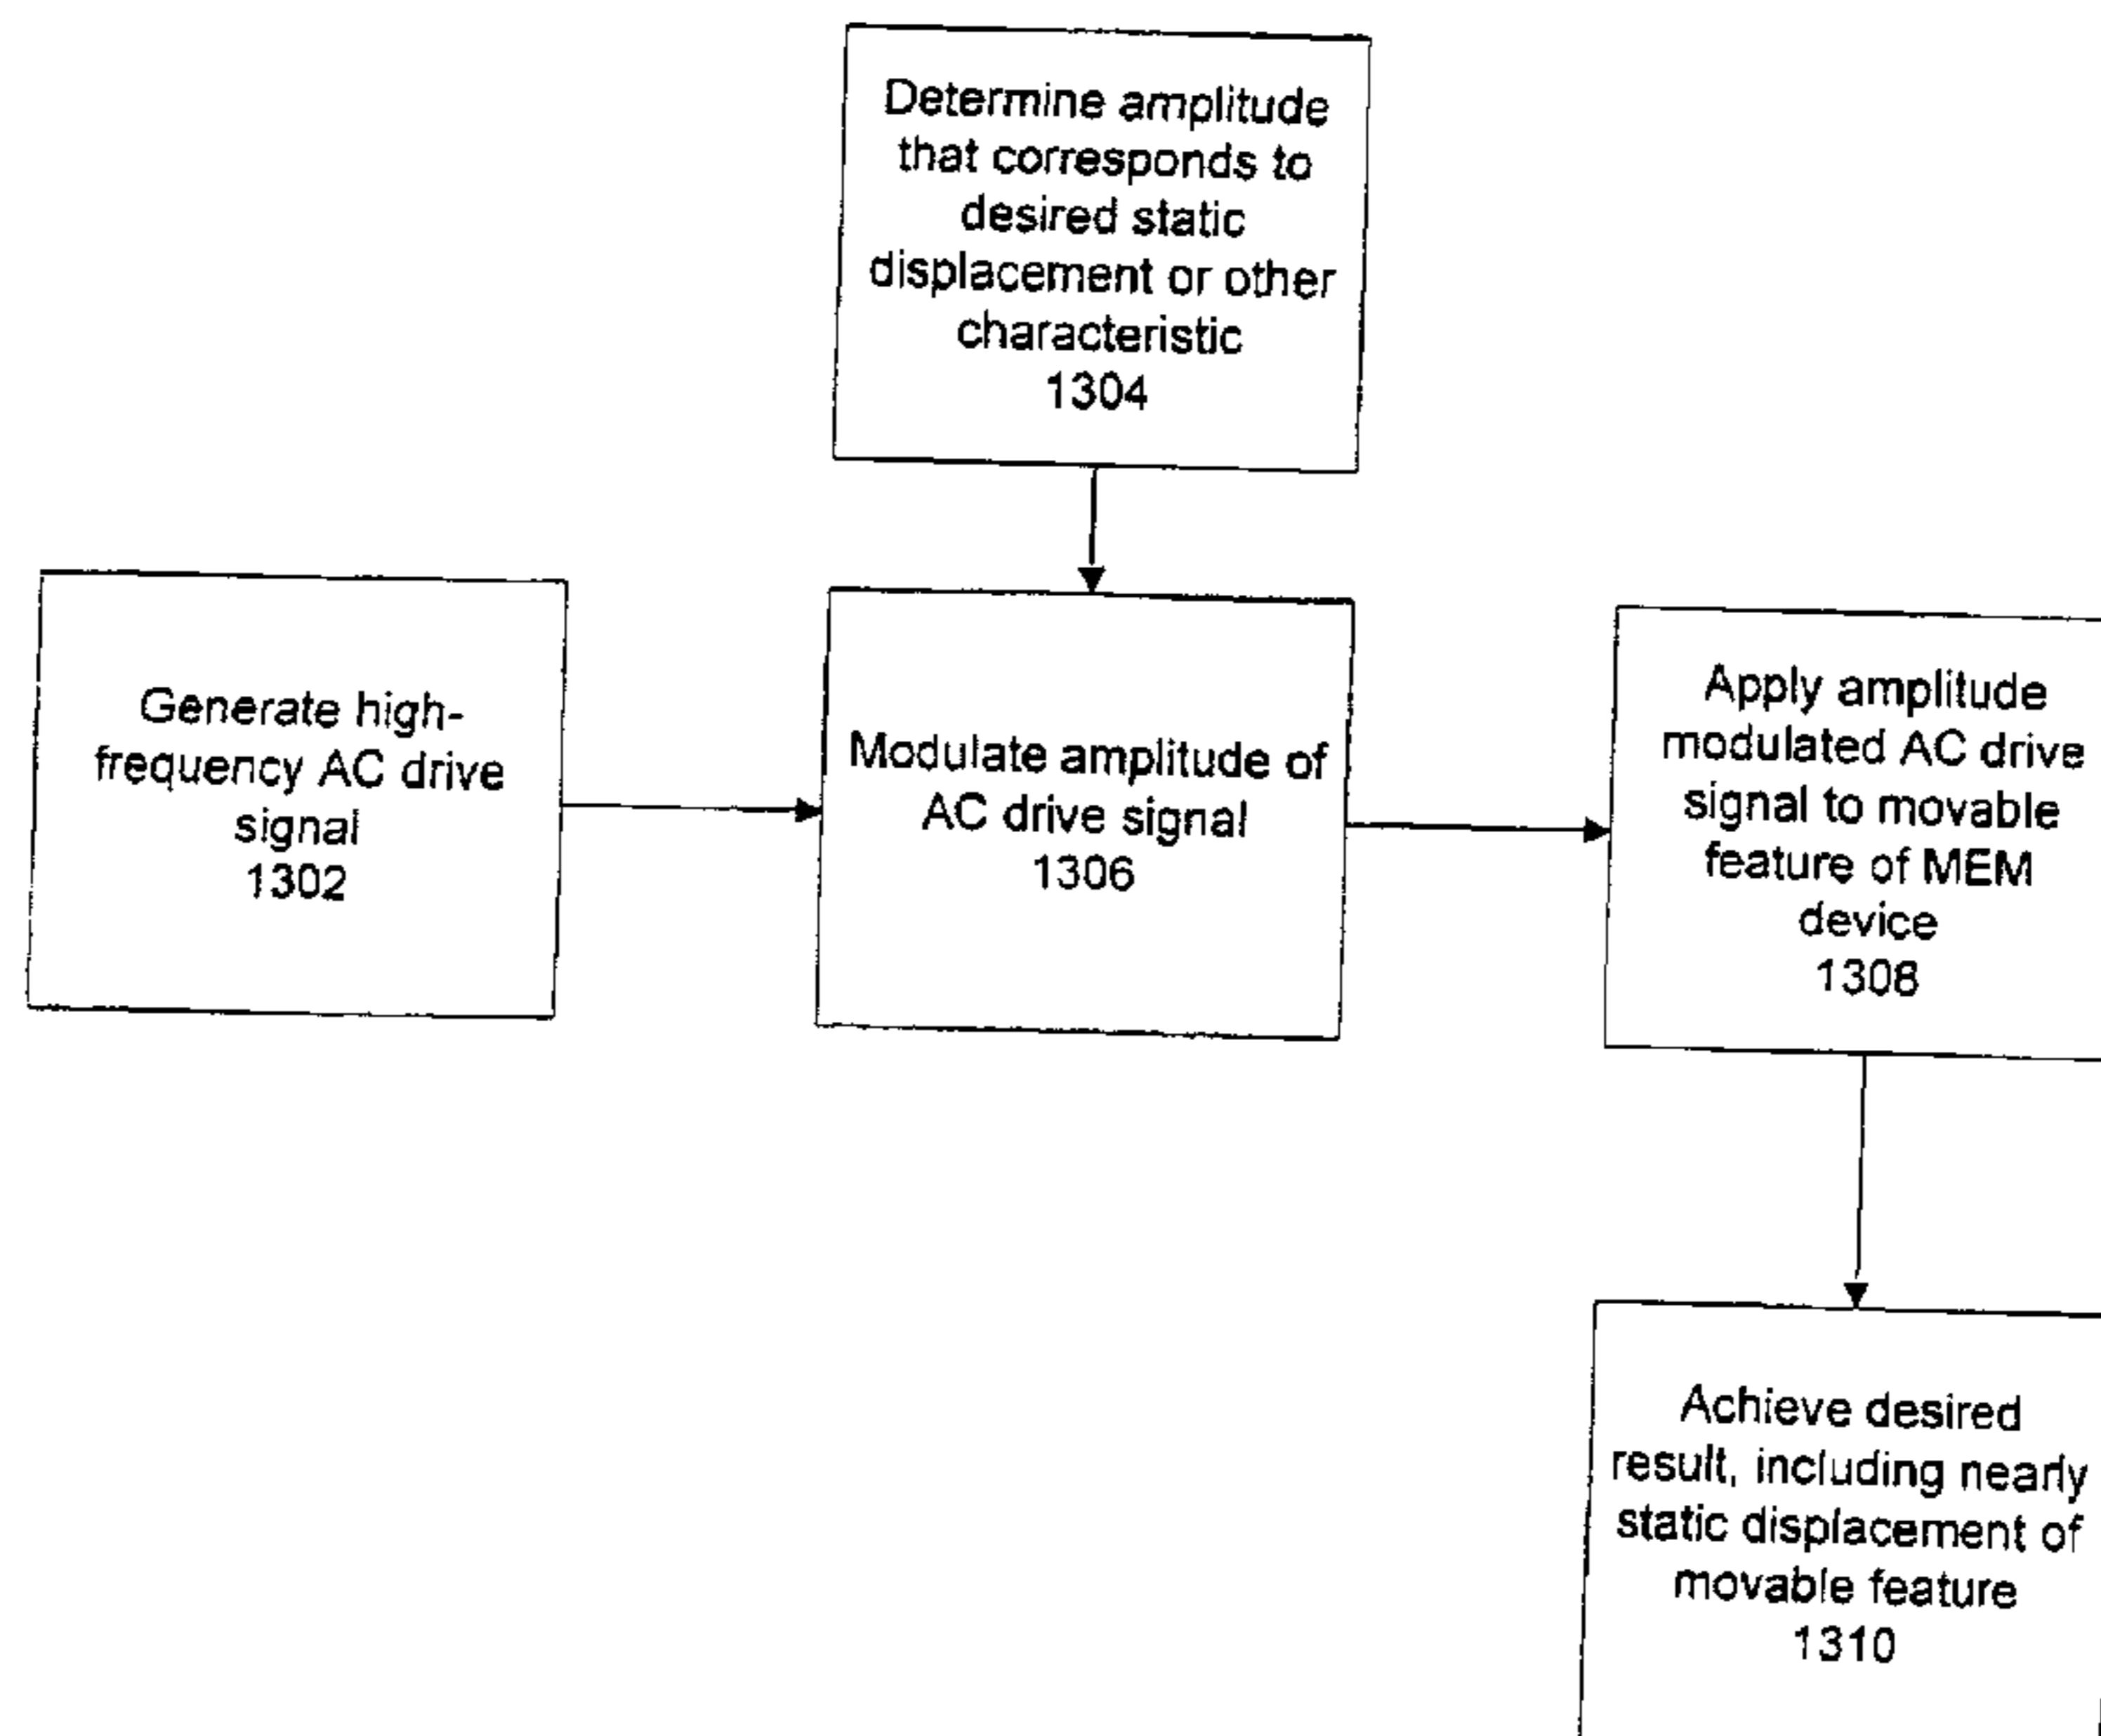 Determine amplitude
that corresponds to
desired static
displacement or other
characteristic
1304
Generate high-
frequency AC drive
signal
1302
Modulate amplitude of
AC drive signal
1306
Apply amplitude
modulated AC drive
signal to movable
feature of MEM
device
1308
Achieve desired
result, including nearly
static displacement of
movable feature
1310